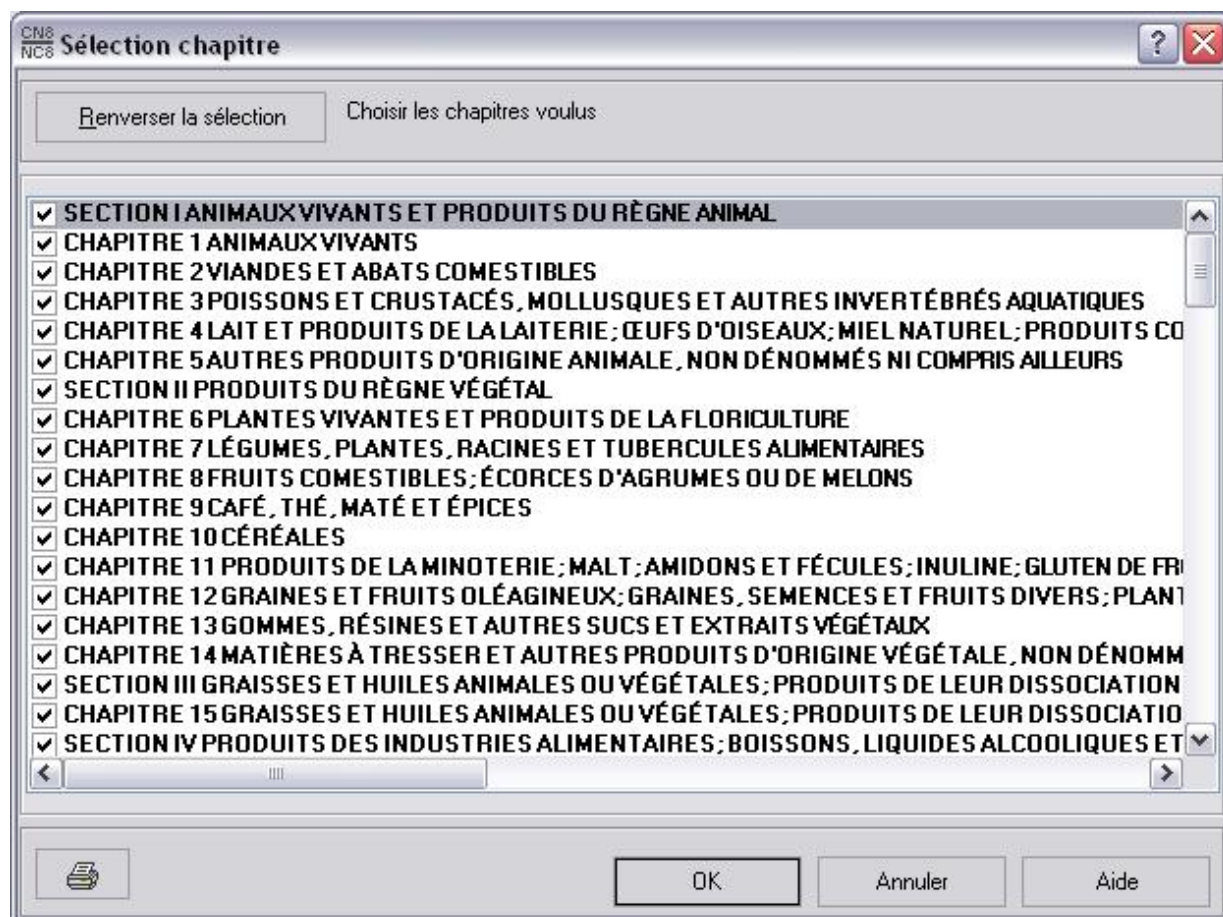 CN8
NC8 Sélection chapitre
Renverser la sélection Choisir les chapitres voulus
SECTION I ANIMAUX VIVANTS ET PRODUITS DU RÈGNE ANIMAL
CHAPITRE 1 ANIMAUX VIVANTS
CHAPITRE 2 VIANDES ET ABATS COMESTIBLES
CHAPITRE 3 POISSONS ET CRUSTACÉS, MOLLUSQUES ET AUTRES INVERTÉBRÉS AQUATIQUES
CHAPITRE 4 LAIT ET PRODUITS DE LA LAITERIE; ŒUFS D'OISEAUX; MIEL NATUREL; PRODUITS CO
CHAPITRE 5 AUTRES PRODUITS D'ORIGINE ANIMALE, NON DÉNOMMÉS NI COMPRIS AILLEURS
SECTION II PRODUITS DU RÈGNE VÉGÉTAL
CHAPITRE 6 PLANTES VIVANTES ET PRODUITS DE LA FLORICULTURE
CHAPITRE 7 LÉGUMES, PLANTES, RACINES ET TUBERCULES ALIMENTAIRES
CHAPITRE 8 FRUITS COMESTIBLES; ÉCORCES D'AGRUMES OU DE MELONS
CHAPITRE 9 CAFÉ, THÉ, MATÉ ET ÉPICES
CHAPITRE 10 CÉRÉALES
CHAPITRE 11 PRODUITS DE LA MINOTERIE; MALT; AMIDONS ET FÉCULES; INULINE; GLUTEN DE FR
CHAPITRE 12 GRAINES ET FRUITS OLÉAGINEUX; GRAINES, SEMENCES ET FRUITS DIVERS; PLANT
CHAPITRE 13 GOMMES, RÉSINES ET AUTRES SUCS ET EXTRAITS VÉGÉTAUX
CHAPITRE 14 MATIÈRES À TRESSER ET AUTRES PRODUITS D'ORIGINE VÉGÉTALE, NON DÉNOMM
SECTION III GRAISSES ET HUILES ANIMALES OU VÉGÉTALES; PRODUITS DE LEUR DISSOCIATION
CHAPITRE 15 GRAISSES ET HUILES ANIMALES OU VÉGÉTALES; PRODUITS DE LEUR DISSOCIATIO
SECTION IV PRODUITS DES INDUSTRIES ALIMENTAIRES; BOISSONS, LIQUIDES ALCOOLIQUES ET
OK Annuler Aide